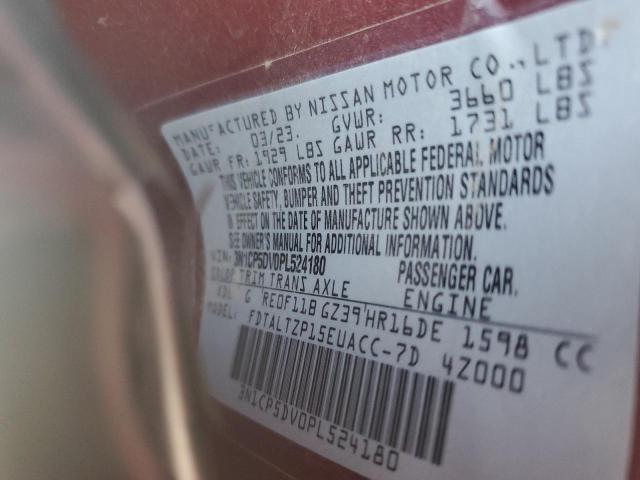 MANUFACTURED BY NISSAN MOTOR CO., LTD.
DATE: 03/23. GVWR: 3660 LBS
GAWR FR: 1929 LBS GAWR RR: 1731 LBS
THIS VEHICLE CONFORMS TO ALL APPLICABLE FEDERAL MOTOR
VEHICLE SAFETY, BUMPER AND THEFT PREVENTION STANDARDS
IN EFFECT ON THE DATE OF MANUFACTURE SHOWN ABOVE.
SEE OWNER'S MANUAL FOR ADDITIONAL INFORMATION.
VIN: 3N1CP5DV0PL524180 PASSENGER CAR.
TRIM TRANS AXLE ENGINE
G RE0F11B GZ39 HR16DE 1598 CC
MODEL: FDTALTZP15EUACC-7D 4Z000
3N1CP5DV0PL524180